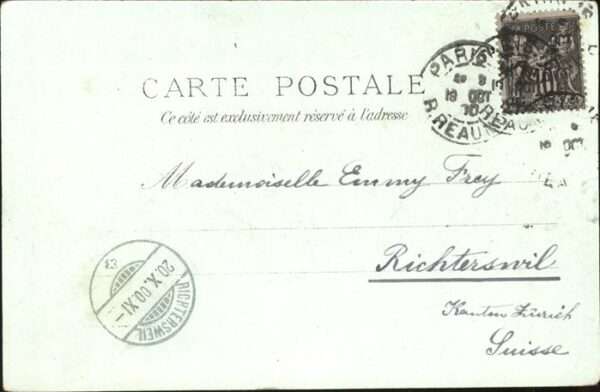 CARTE POSTALE
Ce côté est exclusivement réservé à l'adresse
PARIS
18 OCT
R. REAUMUR
POSTES
Mademoiselle Emmy Frey
Richterswil
Kanton Zürich
Suisse
20.X.00.XI-
RICHTERSWEIL